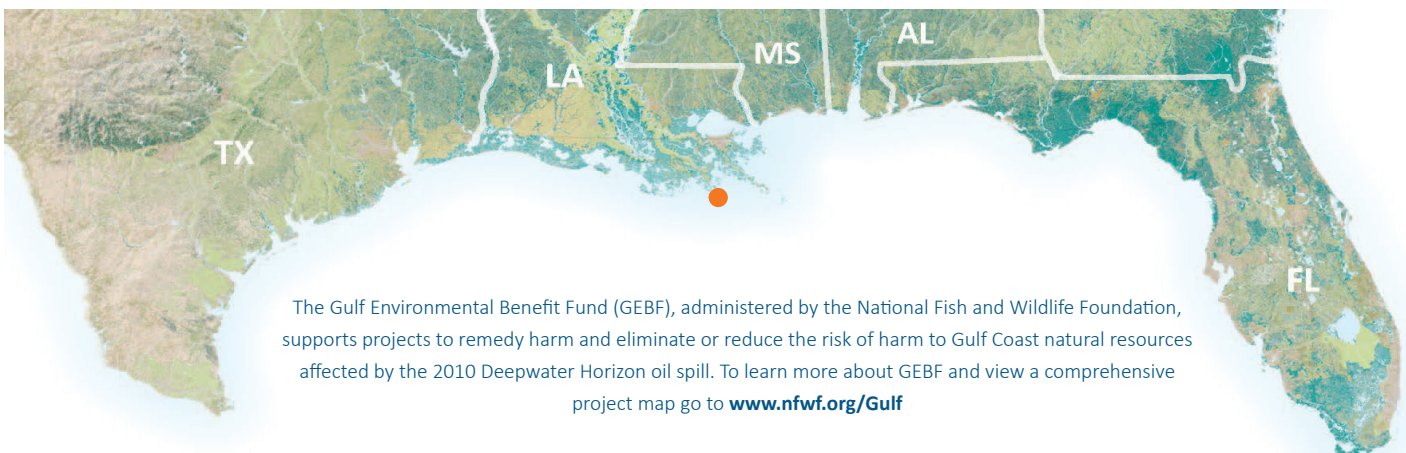 AL
MS
LA
TX
FL
The Gulf Environmental Benefit Fund (GEBF), administered by the National Fish and Wildlife Foundation,
supports projects to remedy harm and eliminate or reduce the risk of harm to Gulf Coast natural resources
affected by the 2010 Deepwater Horizon oil spill. To learn more about GEBF and view a comprehensive
project map go to www.nfwf.org/Gulf